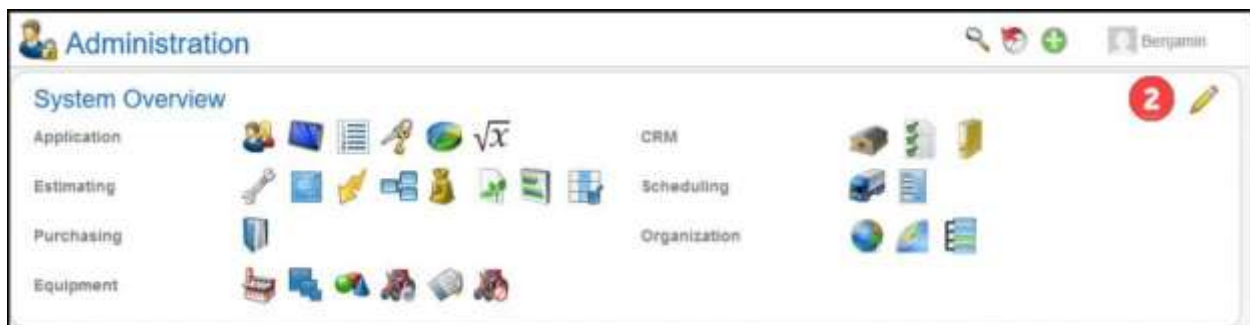 Administration
Benjamin
System Overview
2
Application
CRM
Estimating
Scheduling
Purchasing
Organization
Equipment